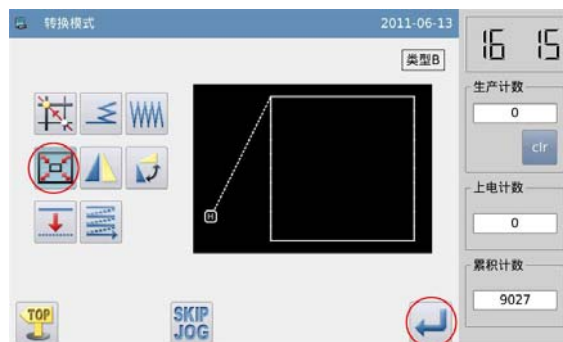 转换模式 2011-06-13
类型B
16 15
生产计数
0
clr
上电计数
0
累积计数
9027
H
TOP
SKIP
JOG